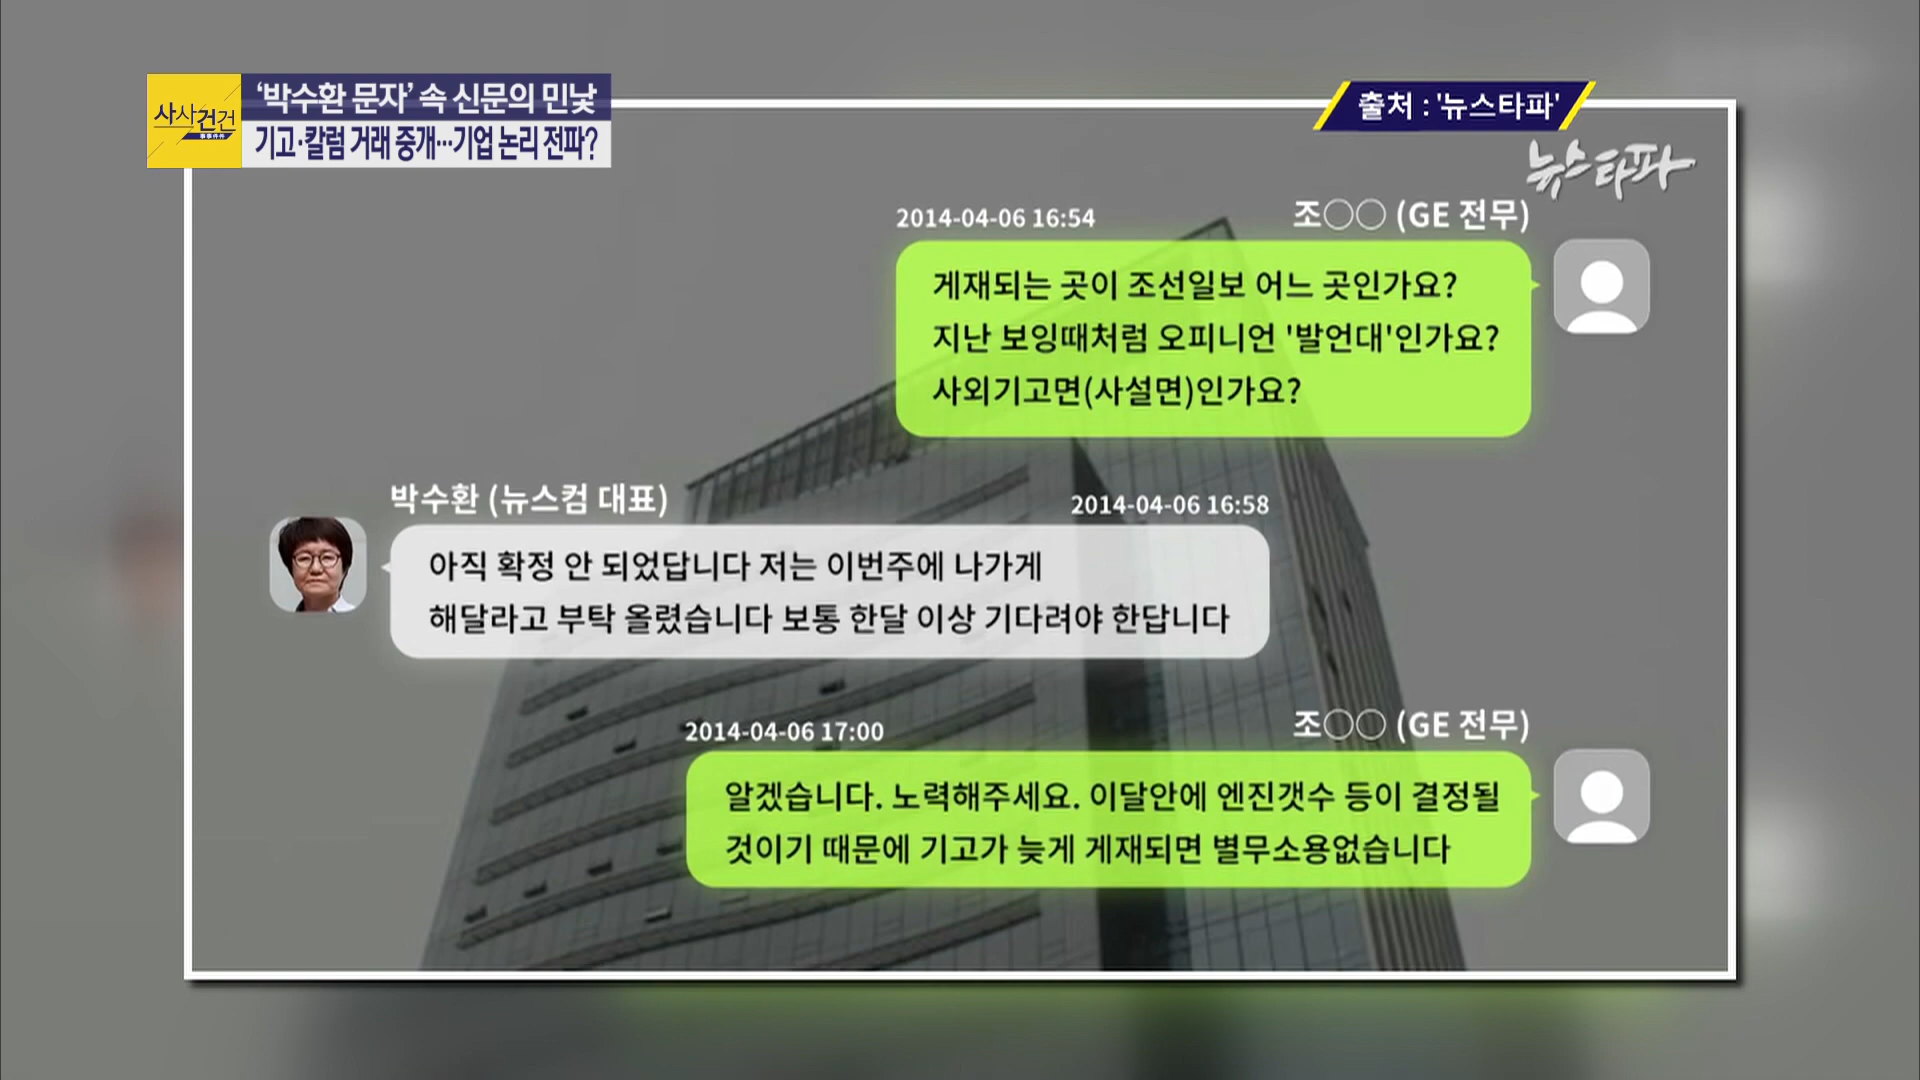 사사건건
事事件件
'박수환 문자' 속 신문의 민낯
기고·칼럼 거래 중개…기업 논리 전파?
출처 : '뉴스타파'
뉴스타파
2014-04-06 16:54
조○○ (GE 전무)
게재되는 곳이 조선일보 어느 곳인가요?
지난 보잉때처럼 오피니언 '발언대'인가요?
사외기고면(사설면)인가요?
박수환 (뉴스컴 대표)
2014-04-06 16:58
아직 확정 안 되었답니다 저는 이번주에 나가게
해달라고 부탁 올렸습니다 보통 한달 이상 기다려야 한답니다
2014-04-06 17:00
조○○ (GE 전무)
알겠습니다. 노력해주세요. 이달안에 엔진갯수 등이 결정될
것이기 때문에 기고가 늦게 게재되면 별무소용없습니다